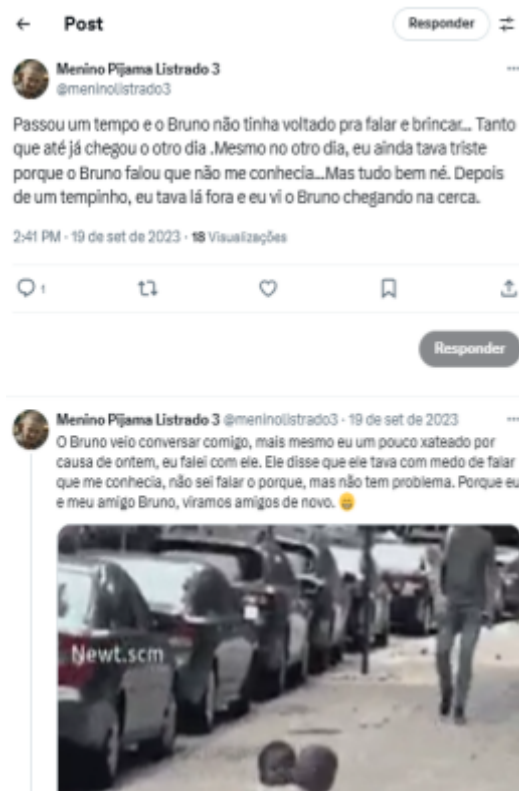 Post
Responder
Menino Pijama Listrado 3
@meninolistrado3
Passou um tempo e o Bruno não tinha voltado pra falar e brincar... Tanto
que até já chegou o otro dia .Mesmo no otro dia, eu ainda tava triste
porque o Bruno falou que não me conhecia...Mas tudo bem né. Depois
de um tempinho, eu tava lá fora e eu vi o Bruno chegando na cerca.
2:41 PM · 19 de set de 2023 · 18 Visualizações
1
Responder
Menino Pijama Listrado 3 @meninolistrado3 · 19 de set de 2023
O Bruno veio conversar comigo, mais mesmo eu um pouco xateado por
causa de ontem, eu falei com ele. Ele disse que ele tava com medo de falar
que me conhecia, não sei falar o porque, mas não tem problema. Porque eu
e meu amigo Bruno, viramos amigos de novo.
Newt.scm